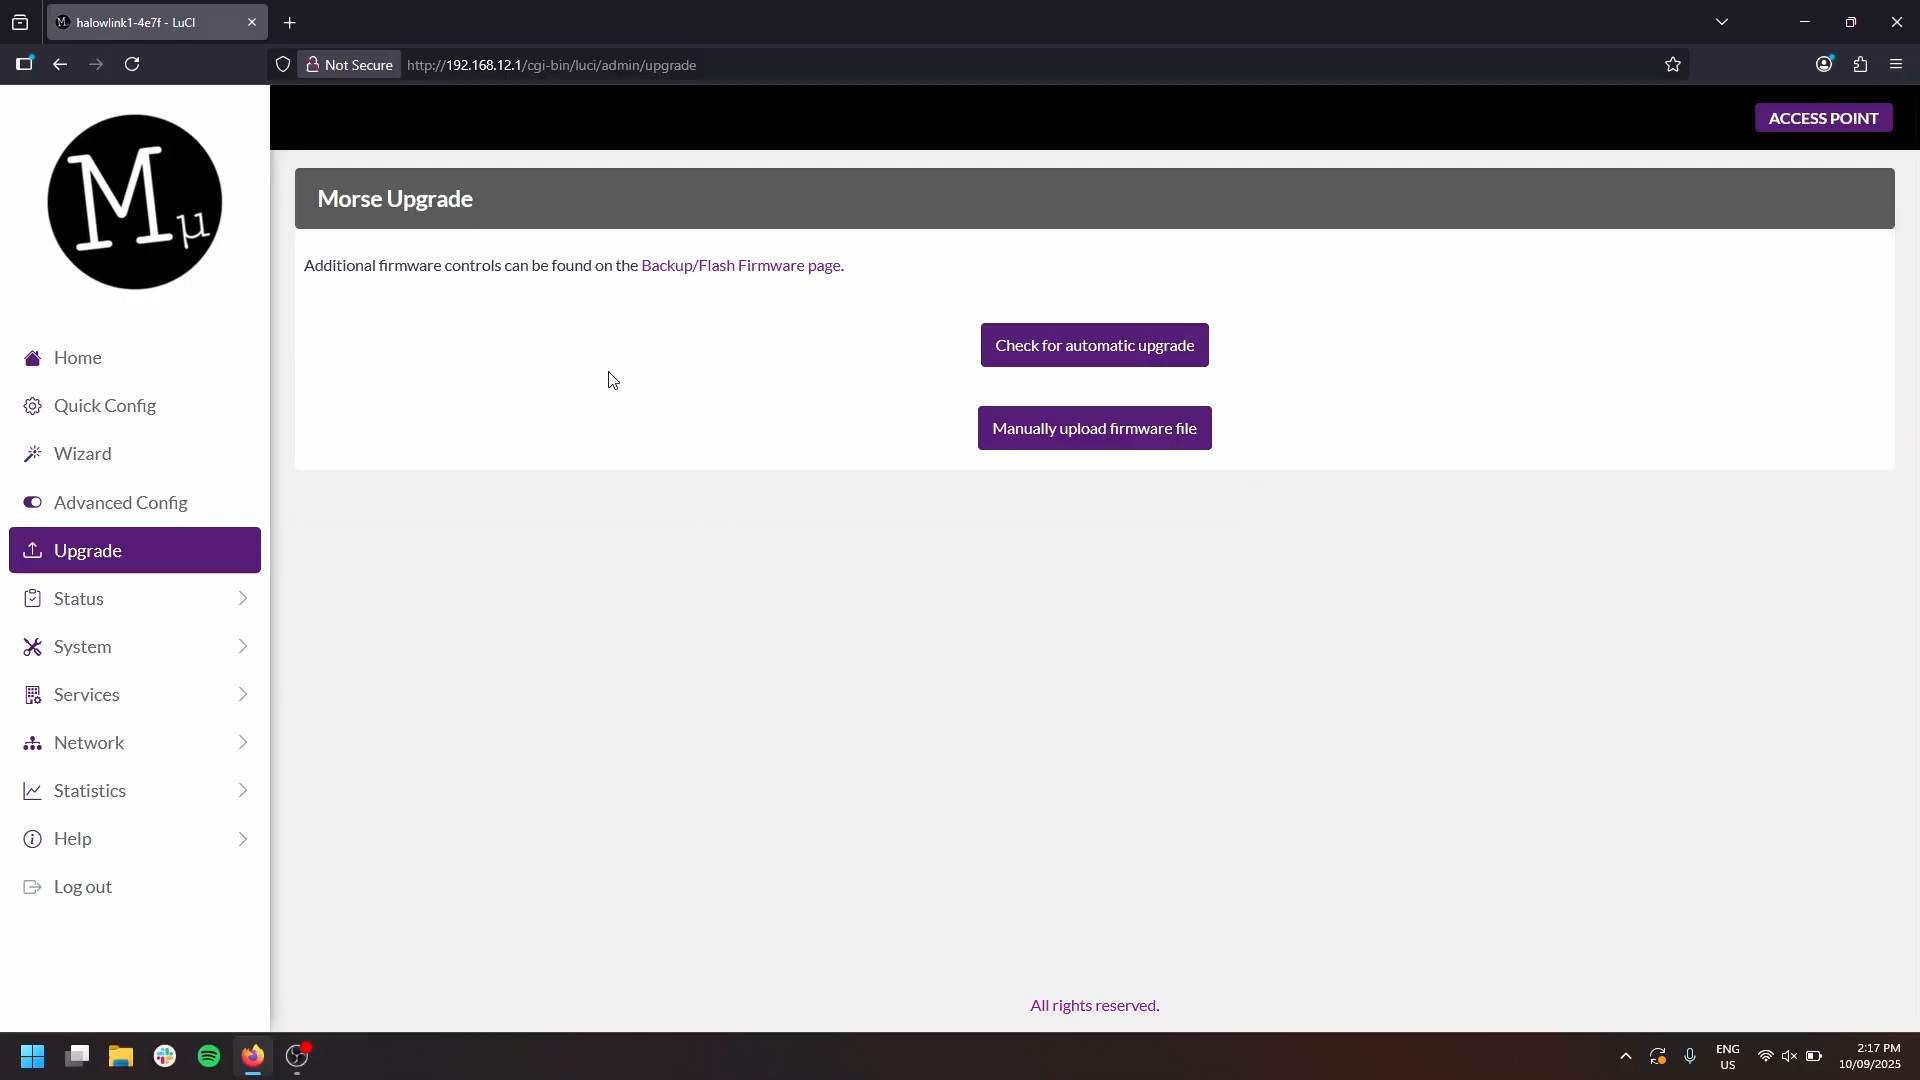 halowlink1-4e7f - LuCI
Not Secure
http://192.168.12.1/cgi-bin/luci/admin/upgrade
Mμ
ACCESS POINT
Morse Upgrade
Additional firmware controls can be found on the Backup/Flash Firmware page.
Check for automatic upgrade
Manually upload firmware file
Home
Quick Config
Wizard
Advanced Config
Upgrade
Status
System
Services
Network
Statistics
Help
Log out
All rights reserved.
ENG
US
2:17 PM
10/09/2025